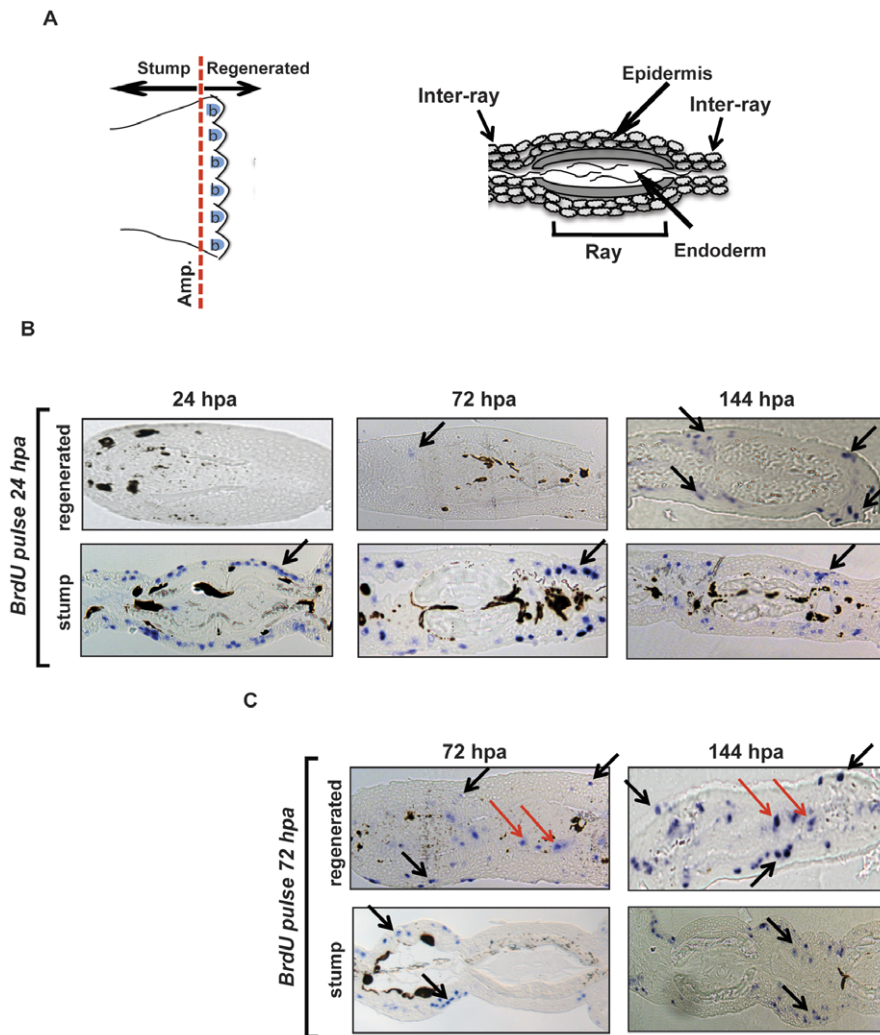 A
Stump Regenerated
b
b
b
b
b
b
Amp.
Epidermis
Inter-ray Inter-ray
Ray Endoderm
B
BrdU pulse 24 hpa
24 hpa 72 hpa 144 hpa
regenerated
stump
C
BrdU pulse 72 hpa
72 hpa 144 hpa
regenerated
stump